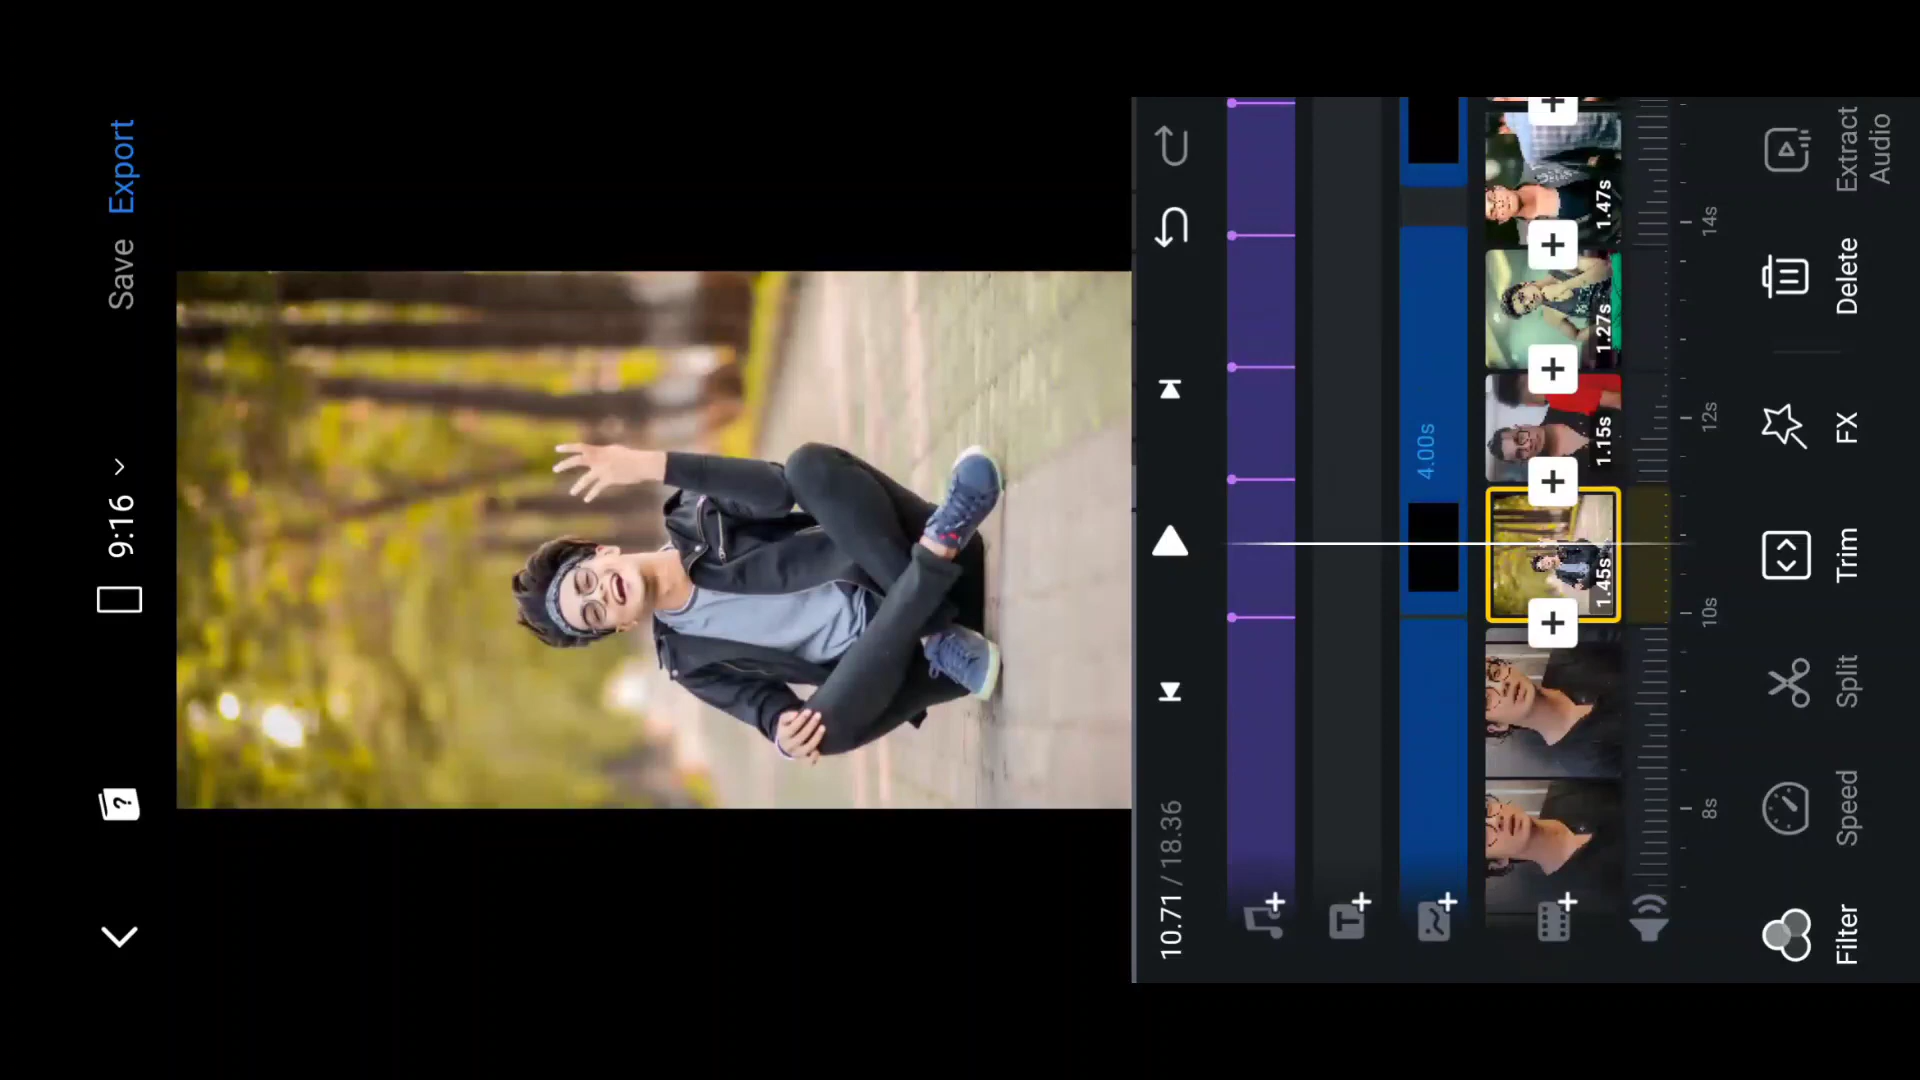 9:16
Save
Export
10.71 / 18.36
4.00s
1.45s
1.15s
1.27s
1.47s
8s
10s
12s
14s
Filter
Speed
Split
Trim
FX
Delete
Extract
Audio